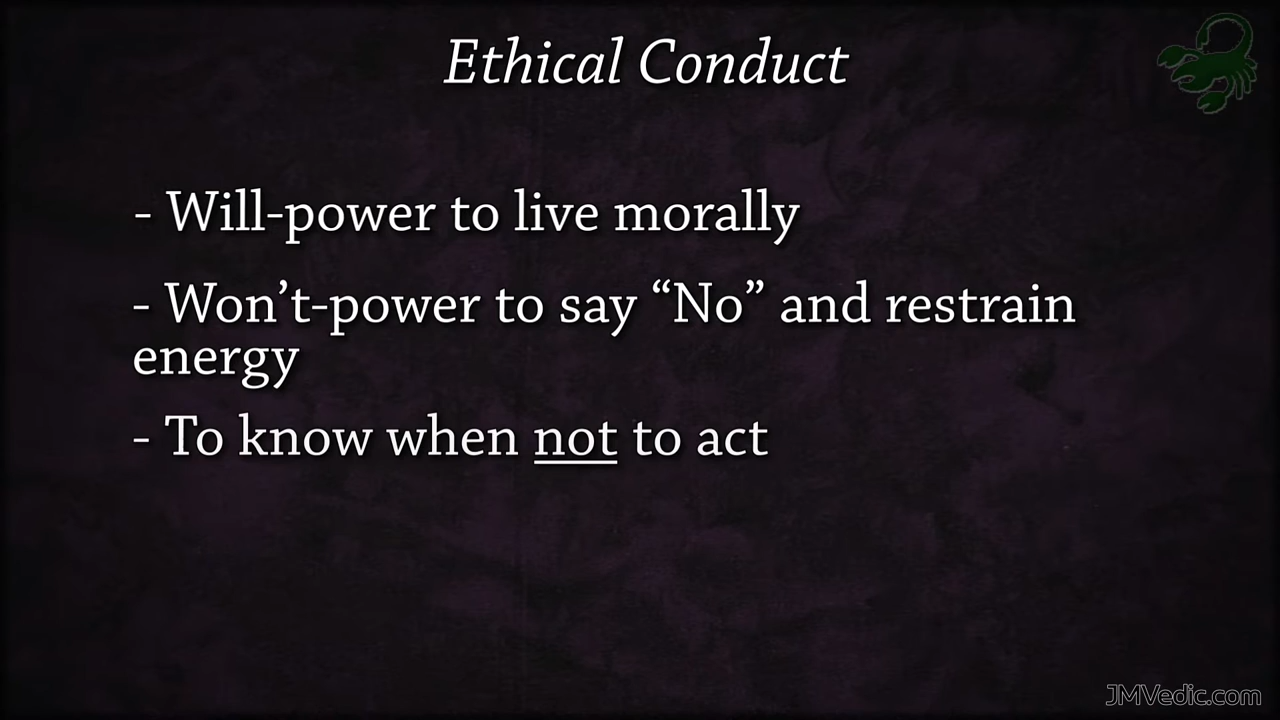 Ethical Conduct
- Will-power to live morally
- Won’t-power to say “No” and restrain
energy
- To know when not to act
JMVedic.com